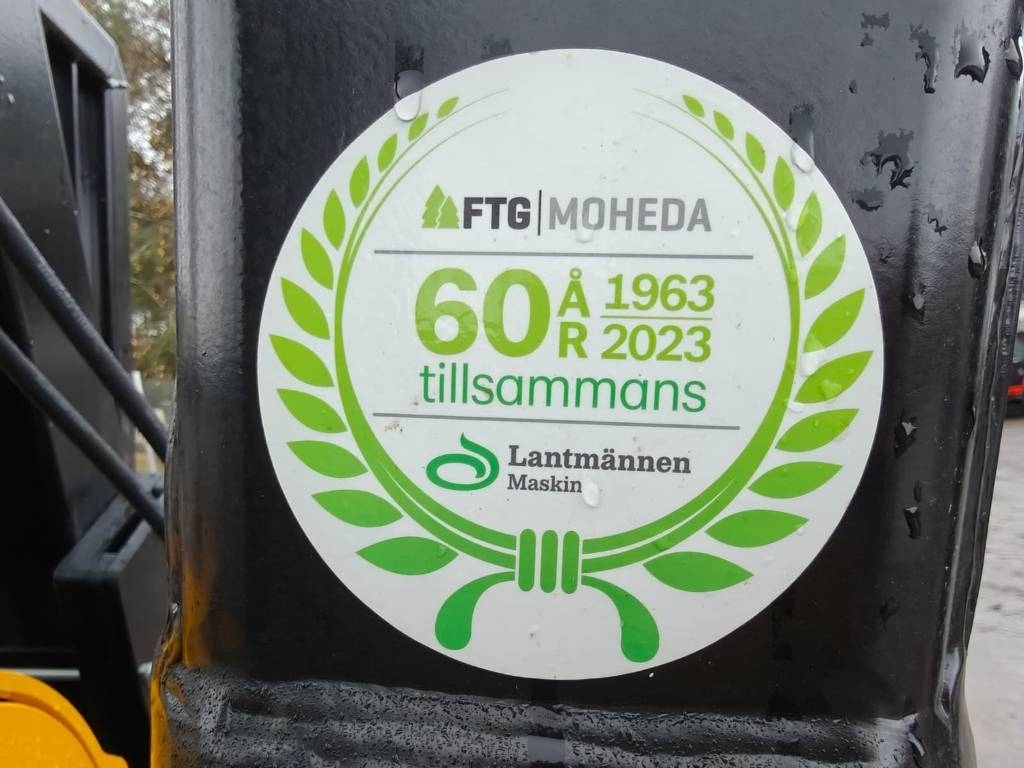 FTG | MOHEDA
60 ÅR 1963
2023
tillsammans
Lantmännen
Maskin